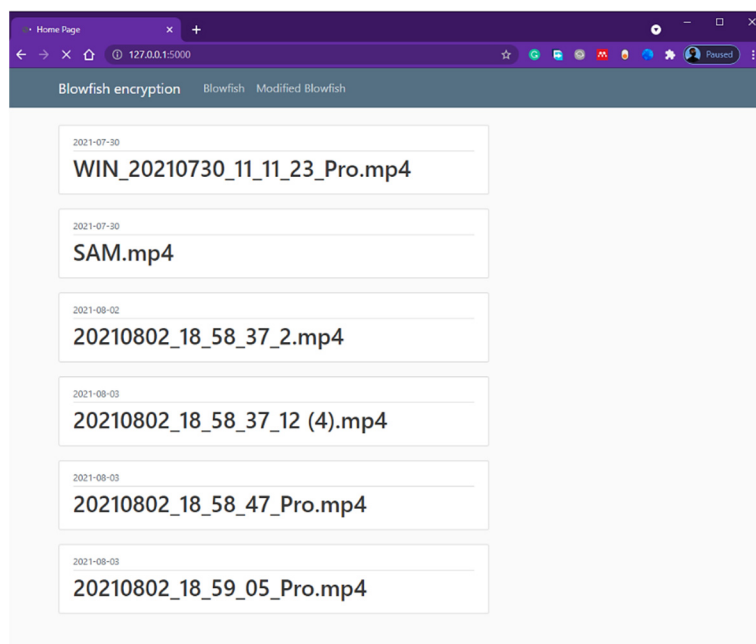 Home Page
127.0.0.1:5000
Paused
Blowfish encryption Blowfish Modified Blowfish
2021-07-30
WIN_20210730_11_11_23_Pro.mp4
2021-07-30
SAM.mp4
2021-08-02
20210802_18_58_37_2.mp4
2021-08-03
20210802_18_58_37_12 (4).mp4
2021-08-03
20210802_18_58_47_Pro.mp4
2021-08-03
20210802_18_59_05_Pro.mp4